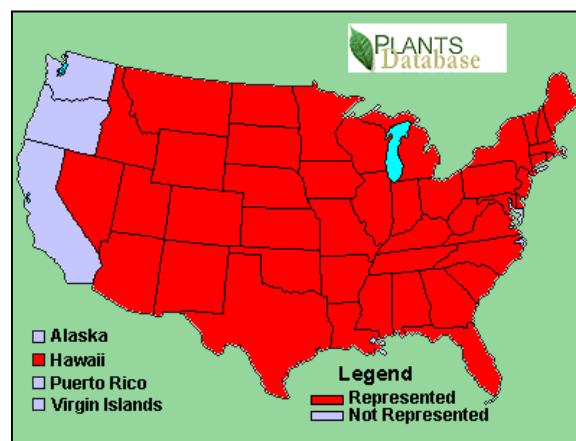 PLANTS
Database
Alaska
Hawaii
Puerto Rico
Virgin Islands
Legend
Represented
Not Represented